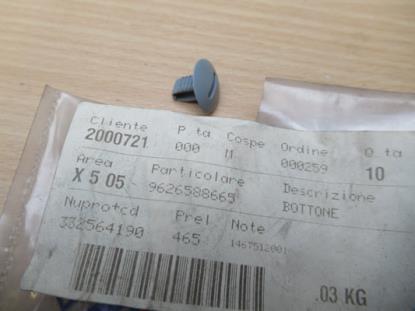 Cliente P ta Cospe Ordine Q ta
2000721 000 M 000259 10
Area Particolare Descrizione
X 5 05 9626588665 BOTTONE
Nuprotcd Prel Note
332564190 465 1467512001
.03 KG